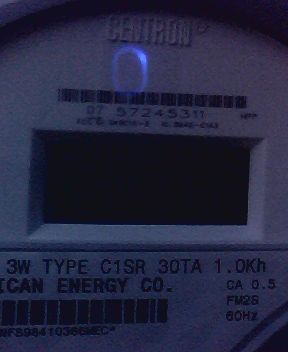 CENTRON
07 57245311
3W TYPE C1SR 30TA 1.0Kh
ICAN ENERGY CO.
CA 0.5
FM2S
60Hz